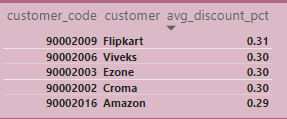 customer_code customer avg_discount_pct
90002009 Flipkart 0.31
90002006 Viveks 0.30
90002003 Ezone 0.30
90002002 Croma 0.30
90002016 Amazon 0.29